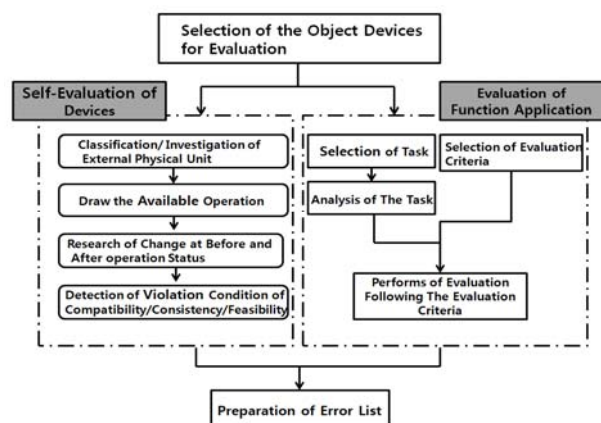 Selection of the Object Devices
for Evaluation
Self-Evaluation of
Devices
Evaluation of
Function Application
Classification/ Investigation of
External Physical Unit
Draw the Available Operation
Research of Change at Before and
After operation Status
Detection of Violation Condition of
Compatibility/Consistency/Feasibility
Selection of Task
Selection of Evaluation
Criteria
Analysis of The Task
Performs of Evaluation
Following The Evaluation
Criteria
Preparation of Error List